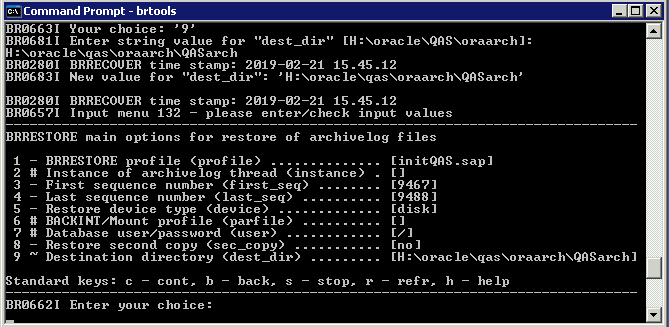 Command Prompt - brtools
BR0663I Your choice: '9'
BR0681I Enter string value for "dest_dir" [H:\oracle\QAS\oraarch]:
H:\oracle\qas\oraarch\QASarch
BR0280I BRRECOVER time stamp: 2019-02-21 15.45.12
BR0683I New value for "dest_dir": 'H:\oracle\QAS\oraarch\QASarch'
BR0280I BRRECOVER time stamp: 2019-02-21 15.45.12
BR0657I Input menu 132 - please enter/check input values
-------------------------------------------------------------------------------
BRRESTORE main options for restore of archivelog files
1 - BRRESTORE profile (profile) .............. [initQAS.sap]
2 # Instance of archivelog thread (instance) . []
3 - First sequence number (first_seq) ........ [9467]
4 - Last sequence number (last_seq) .......... [9488]
5 - Restore device type (device) ............. [disk]
6 # BACKINT/Mount profile (parfile) .......... []
7 # Database user/password (user) ............ [/]
8 - Restore second copy (sec_copy) ........... [no]
9 ~ Destination directory (dest_dir) ......... [H:\oracle\QAS\oraarch\QASarch]
Standard keys: c - cont, b - back, s - stop, r - refr, h - help
-------------------------------------------------------------------------------
BR0662I Enter your choice: